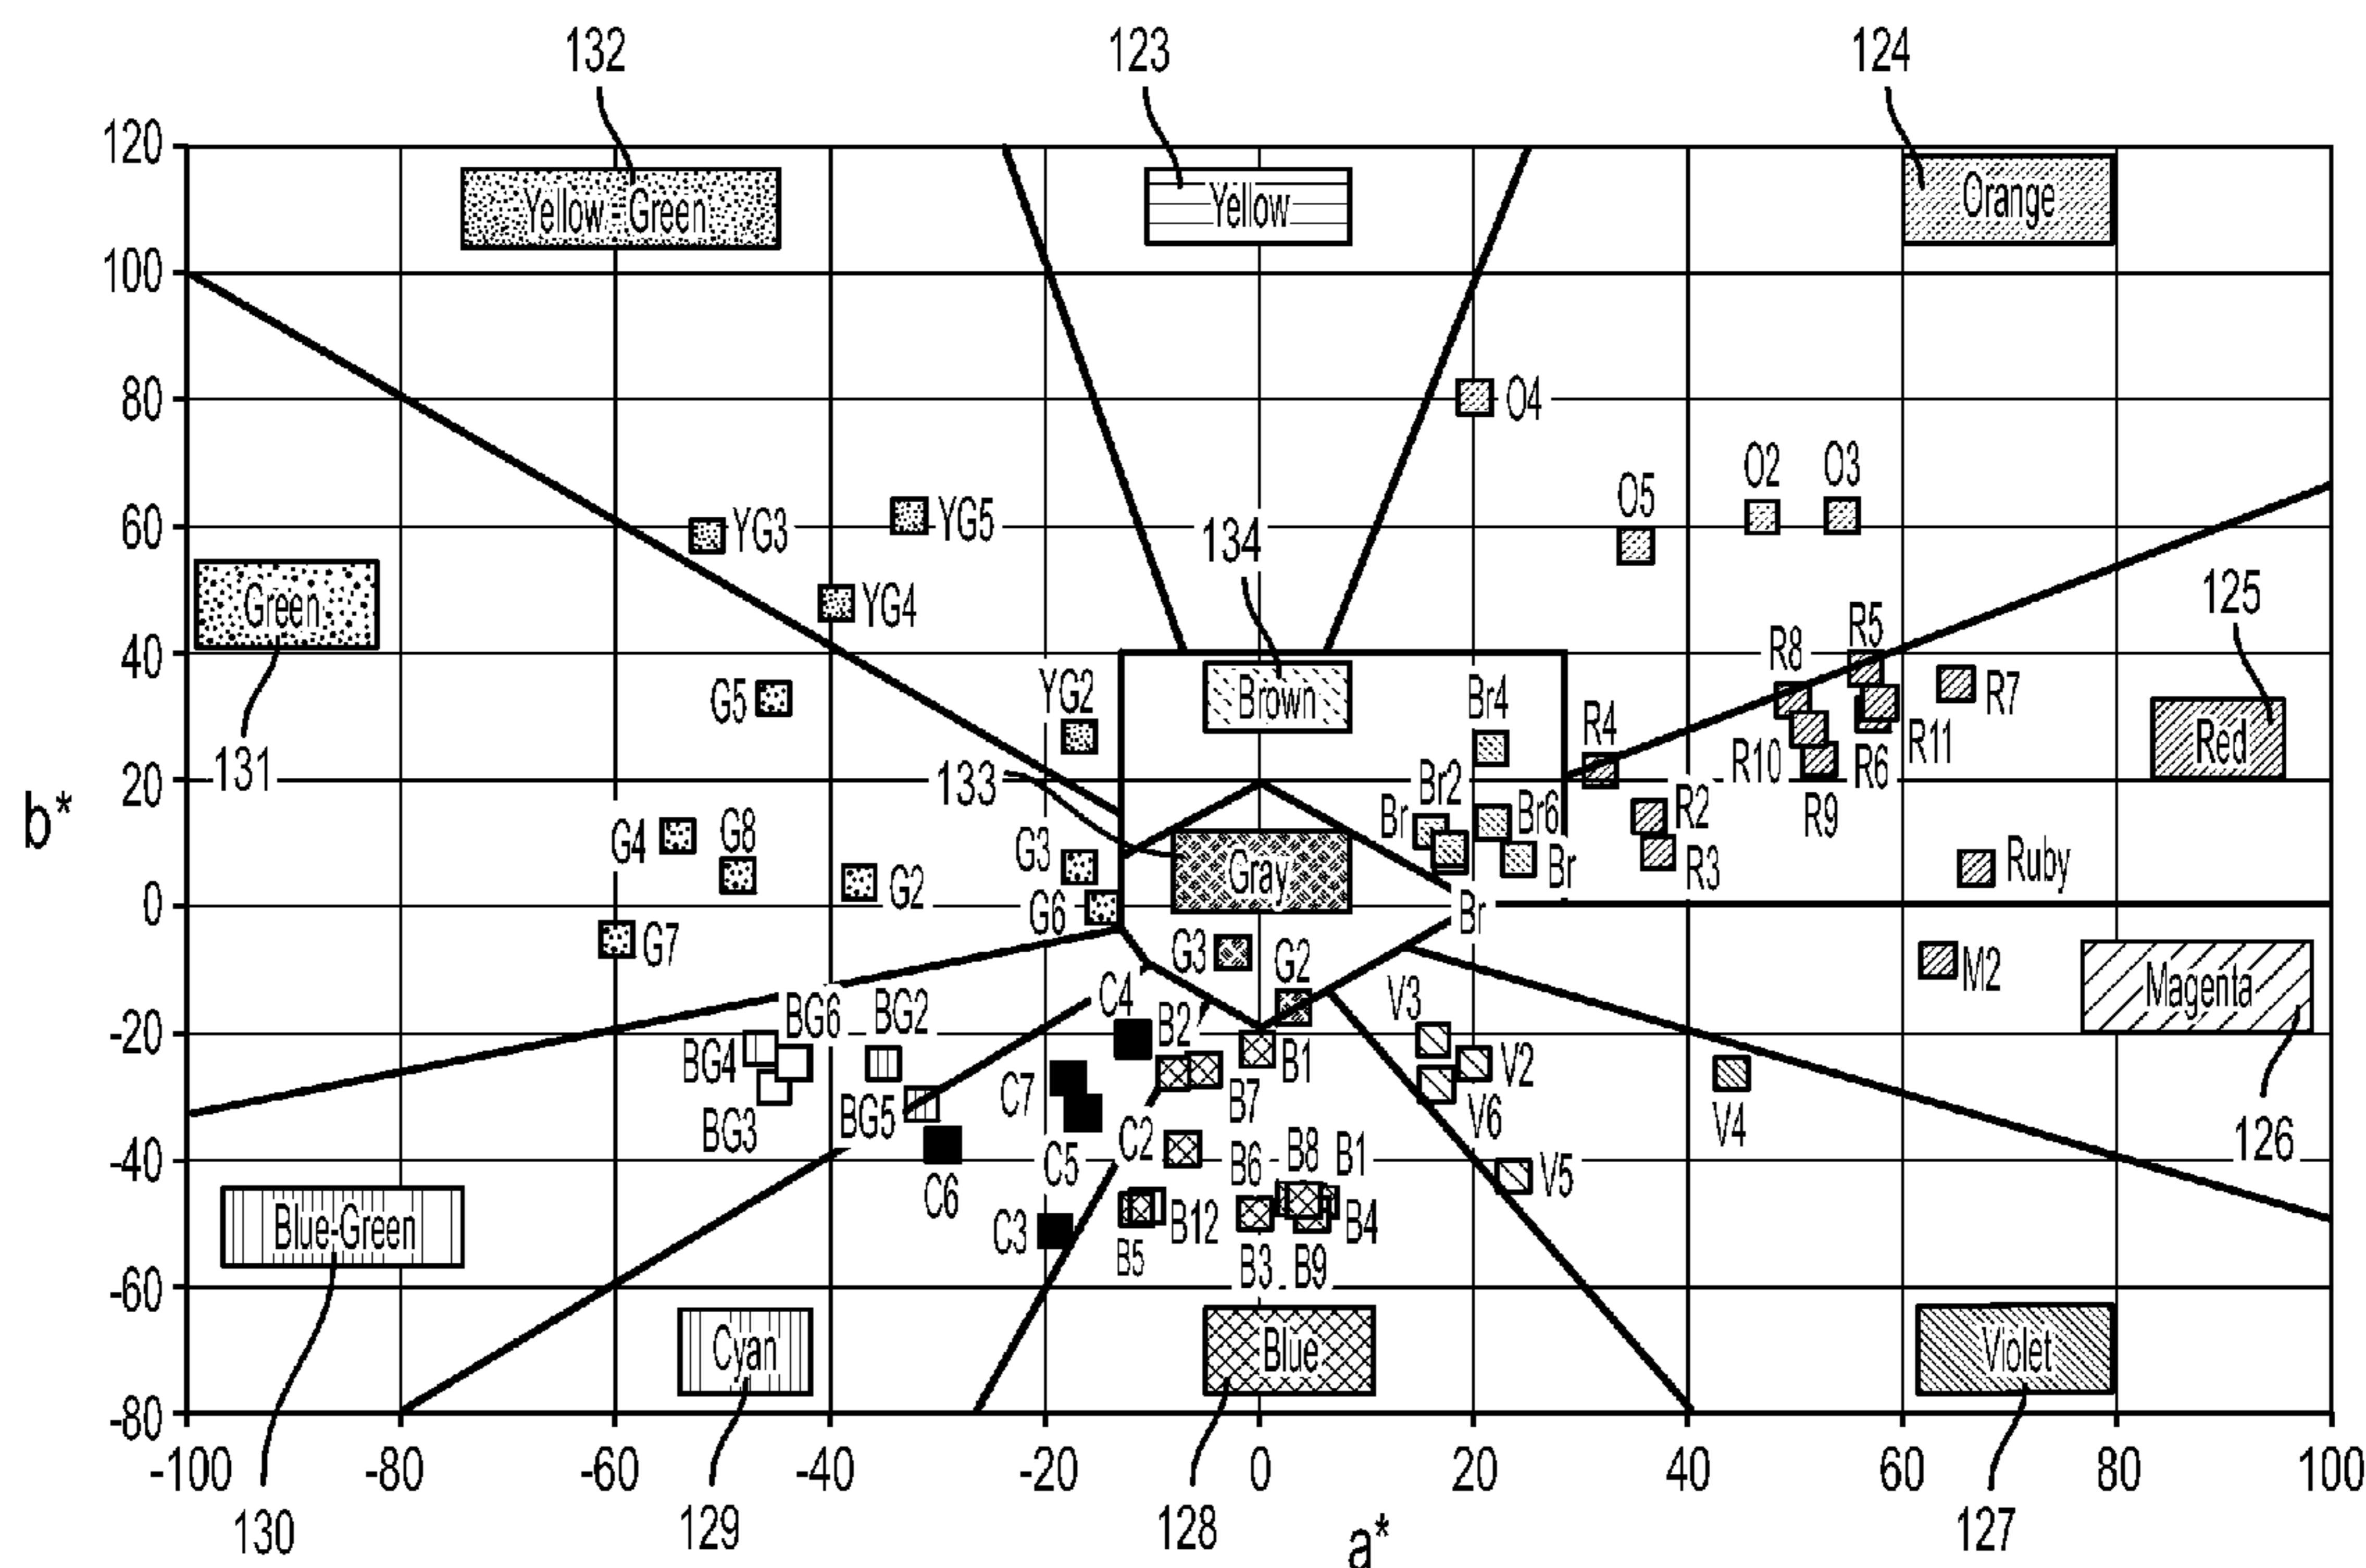 132
123
124
120
Yellow - Green
Yellow
Orange
100
80
O4
O2
O3
O5
60
YG3
YG5
134
Green
YG4
125
R5
R8
40
YG2
Brown
Br4
R4
R7
G5
R11
Red
131
20
133
Br2
R10
R6
b*
G4
G8
G3
Gray
Br
Br6
R2
R9
Br
R3
Ruby
0
G2
G6
Br
G7
G3
G2
M2
Magenta
-20
BG6
BG2
C4
B2
V3
BG4
C7
B1
V2
BG3
BG5
B7
V6
V4
126
-40
C6
C5
C2
B6
B8
B1
V5
Blue-Green
C3
B5
B12
B4
B3
B9
-60
Cyan
Blue
Violet
-80
-100
-80
-60
-40
-20
0
20
40
60
80
100
130
129
128
a*
127